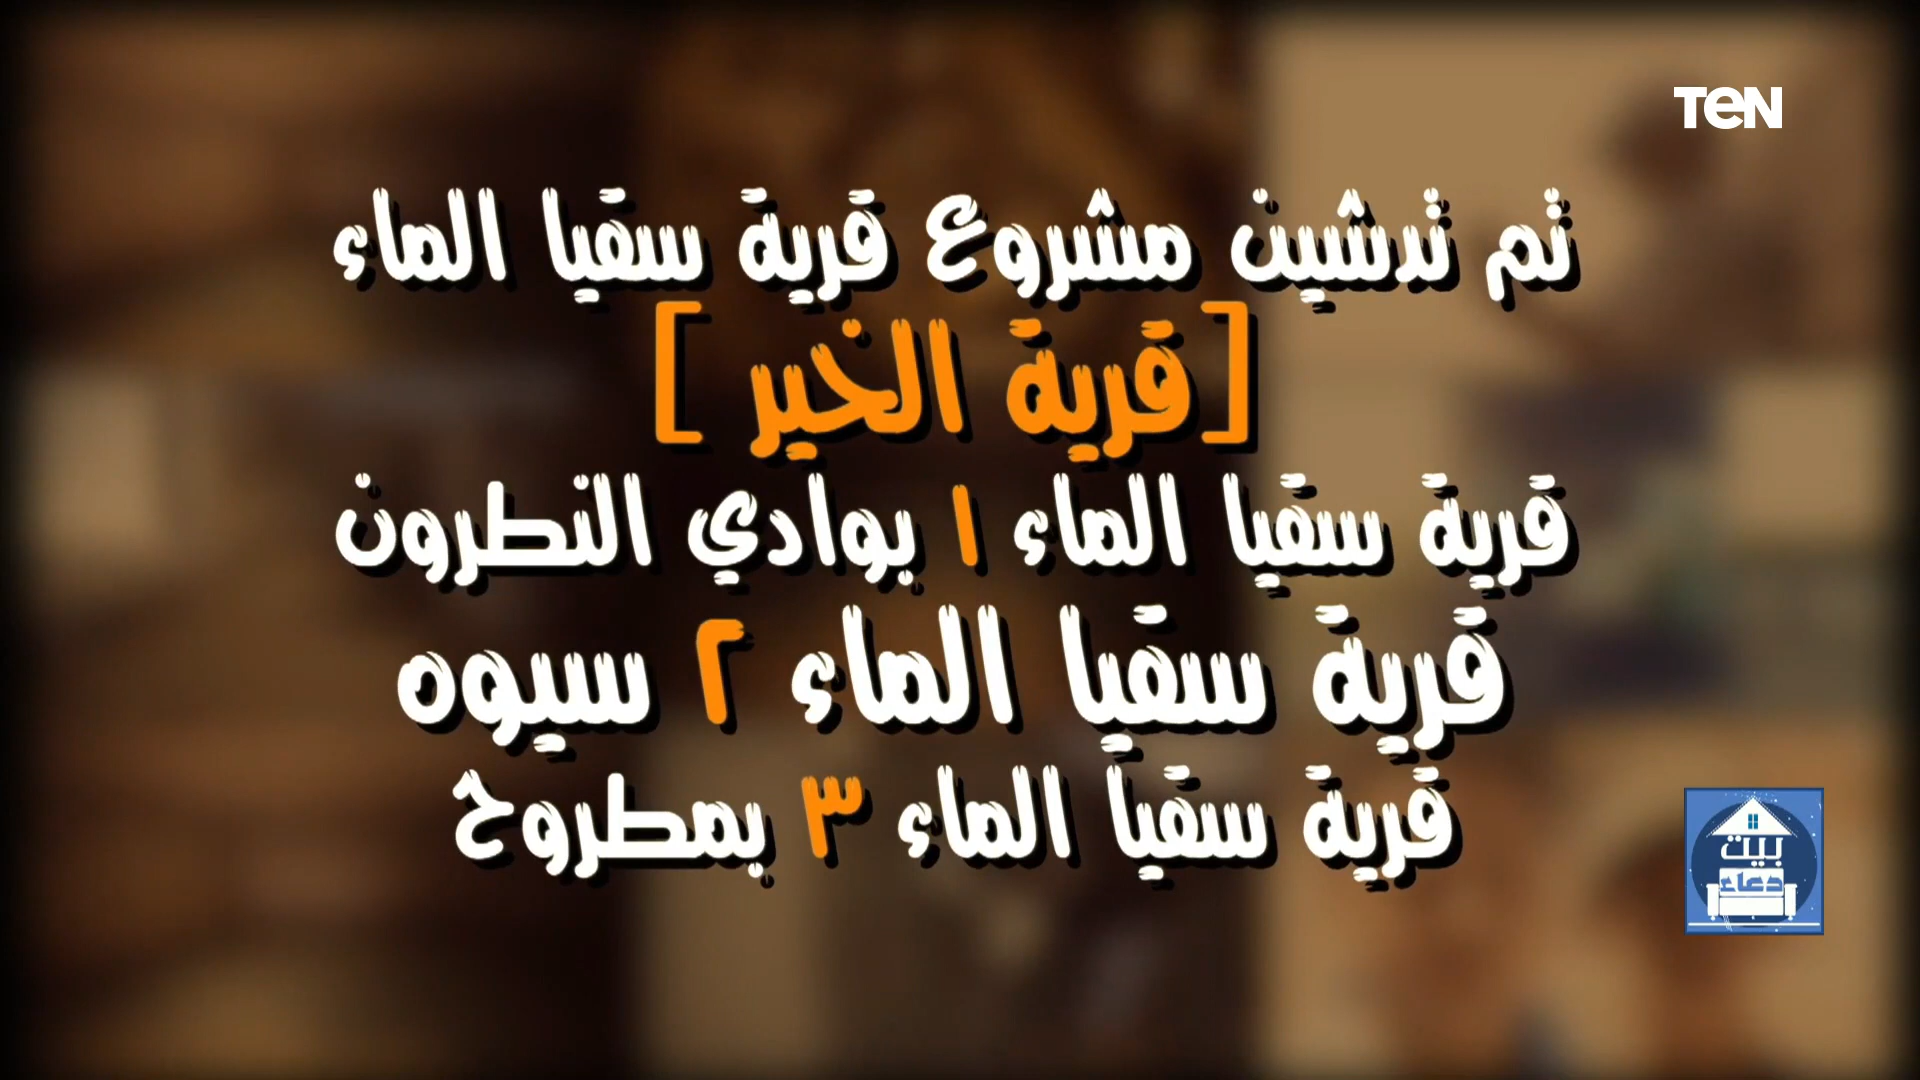 TeN
تم تدشين مشروع قرية سقيا الماء
[قرية الخير ]
قرية سقيا الماء ١ بوادي النطرون
قرية سقيا الماء ٢ سيوه
قرية سقيا الماء ٣ بمطروح
بيت
دعاء